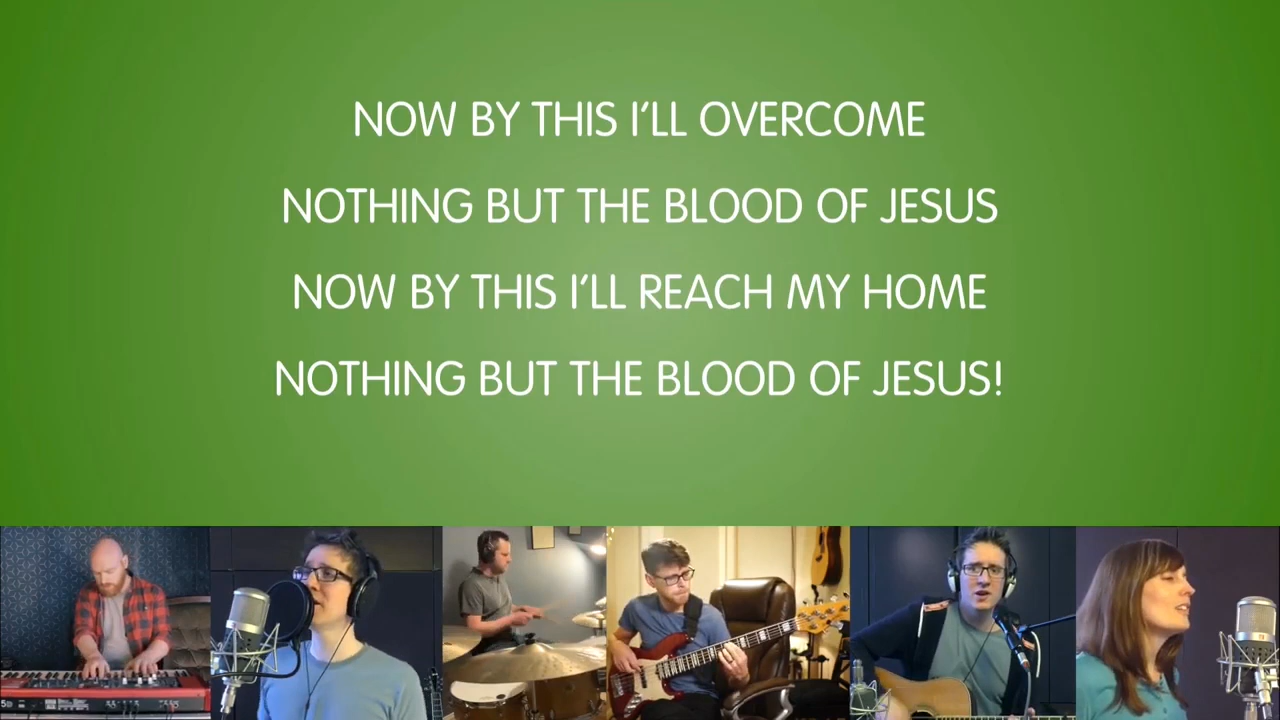 NOW BY THIS I'LL OVERCOME
NOTHING BUT THE BLOOD OF JESUS
NOW BY THIS I'LL REACH MY HOME
NOTHING BUT THE BLOOD OF JESUS!